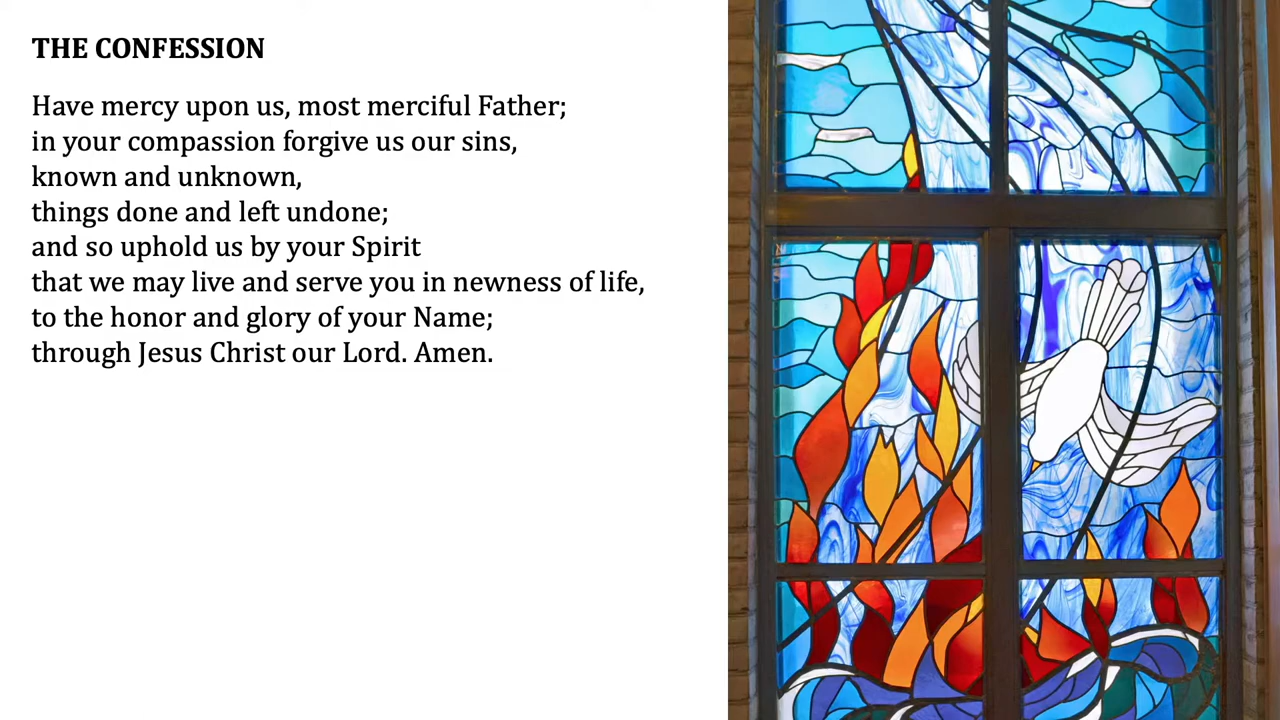 THE CONFESSION
Have mercy upon us, most merciful Father;
in your compassion forgive us our sins,
known and unknown,
things done and left undone;
and so uphold us by your Spirit
that we may live and serve you in newness of life,
to the honor and glory of your Name;
through Jesus Christ our Lord. Amen.